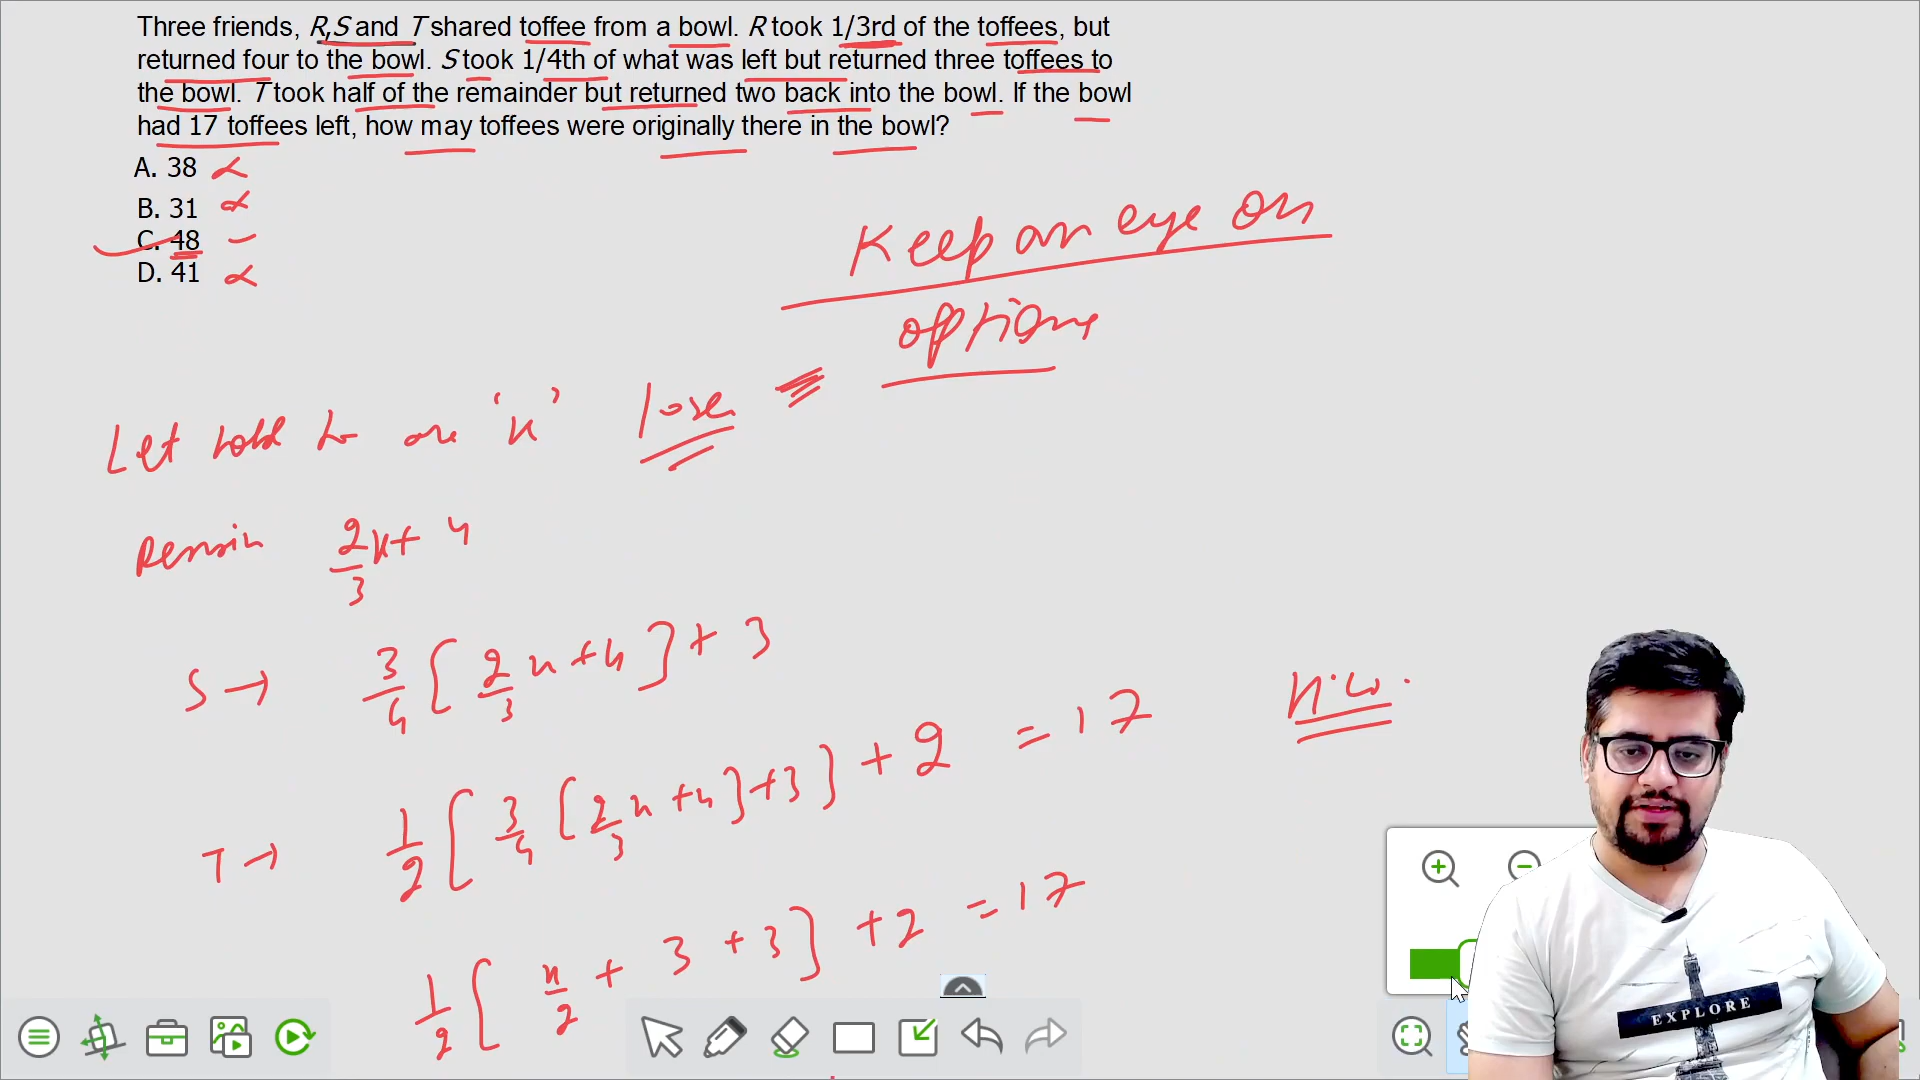 Three friends, R,S and T shared toffee from a bowl. R took 1/3rd of the toffees, but
returned four to the bowl. S took 1/4th of what was left but returned three toffees to
the bowl. T took half of the remainder but returned two back into the bowl. If the bowl
had 17 toffees left, how may toffees were originally there in the bowl?
A. 38
B. 31
C. 48
D. 41
Keep an eye on
options
Let 'x'
Remain 2/3 x + 4
S → 3/4 [2/3 x + 4] + 3
T → 1/2 [3/4 [2/3 x + 4] + 3] + 2 = 17
H.W.
1/2 [x/2 + 3 + 3] + 2 = 17
EXPLORE